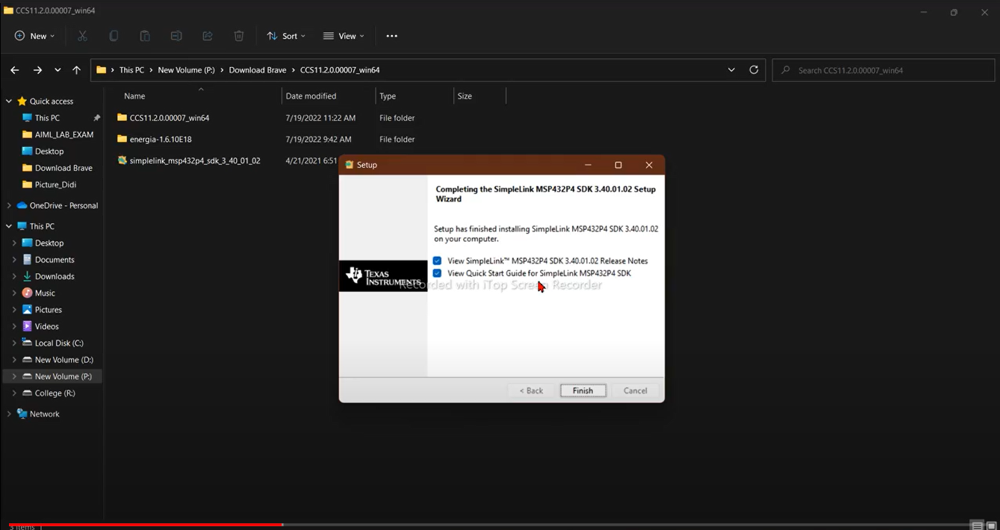 CCS11.2.0.00007_win64
New
Sort
View
This PC > New Volume (P:) > Download Brave > CCS11.2.0.00007_win64
Search CCS11.2.0.00007_win64
Name Date modified Type Size
CCS11.2.0.00007_win64 7/19/2022 11:22 AM File folder
energia-1.6.10E18 7/19/2022 9:42 AM File folder
simplelink_msp432p4_sdk_3_40_01_02 4/21/2021 6:51
Quick access
This PC
AIML_LAB_EXAM
Desktop
Download Brave
Picture_Didi
OneDrive - Personal
This PC
Desktop
Documents
Downloads
Music
Pictures
Videos
Local Disk (C:)
New Volume (D:)
New Volume (P:)
College (R:)
Network
Setup
Completing the SimpleLink MSP432P4 SDK 3.40.01.02 Setup
Wizard
Setup has finished installing SimpleLink MSP432P4 SDK 3.40.01.02
on your computer.
View SimpleLink™ MSP432P4 SDK 3.40.01.02 Release Notes
View Quick Start Guide for SimpleLink MSP432P4 SDK
TEXAS
INSTRUMENTS
Recorded with iTop Screen Recorder
< Back
Finish
Cancel
3 items